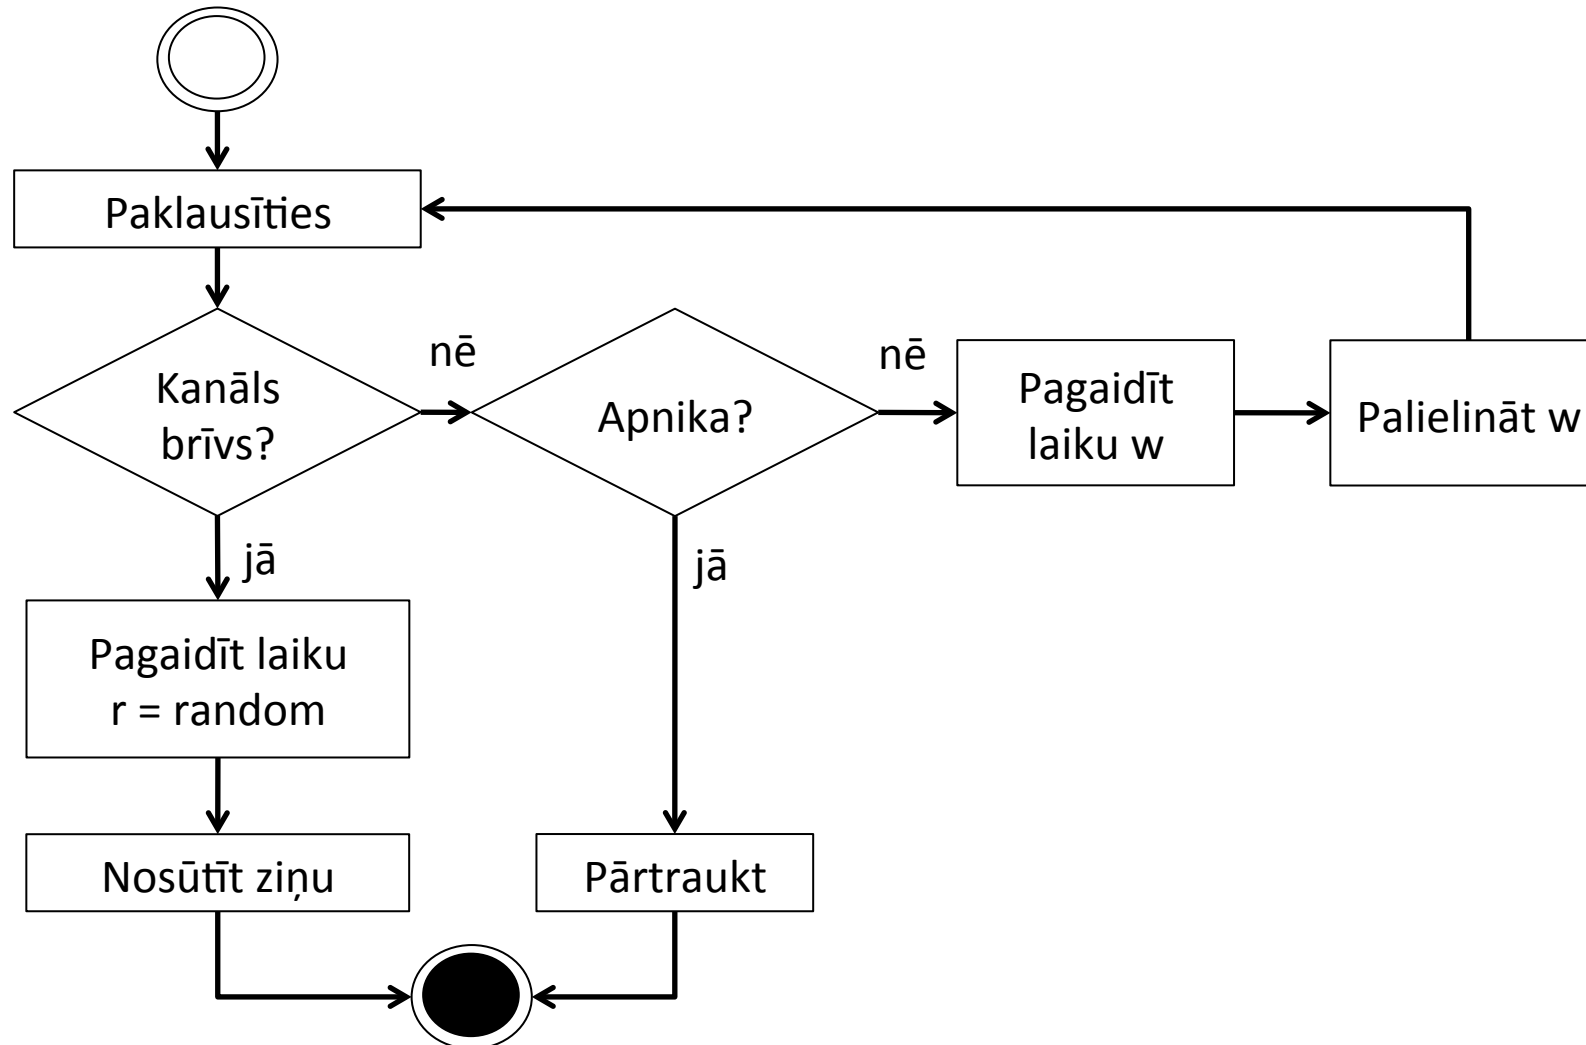 Paklausīties
Kanāls
brīvs?
nē
Apnika?
nē
Pagaidīt
laiku w
Palielināt w
jā
jā
Pagaidīt laiku
r = random
Nosūtīt ziņu
Pārtraukt